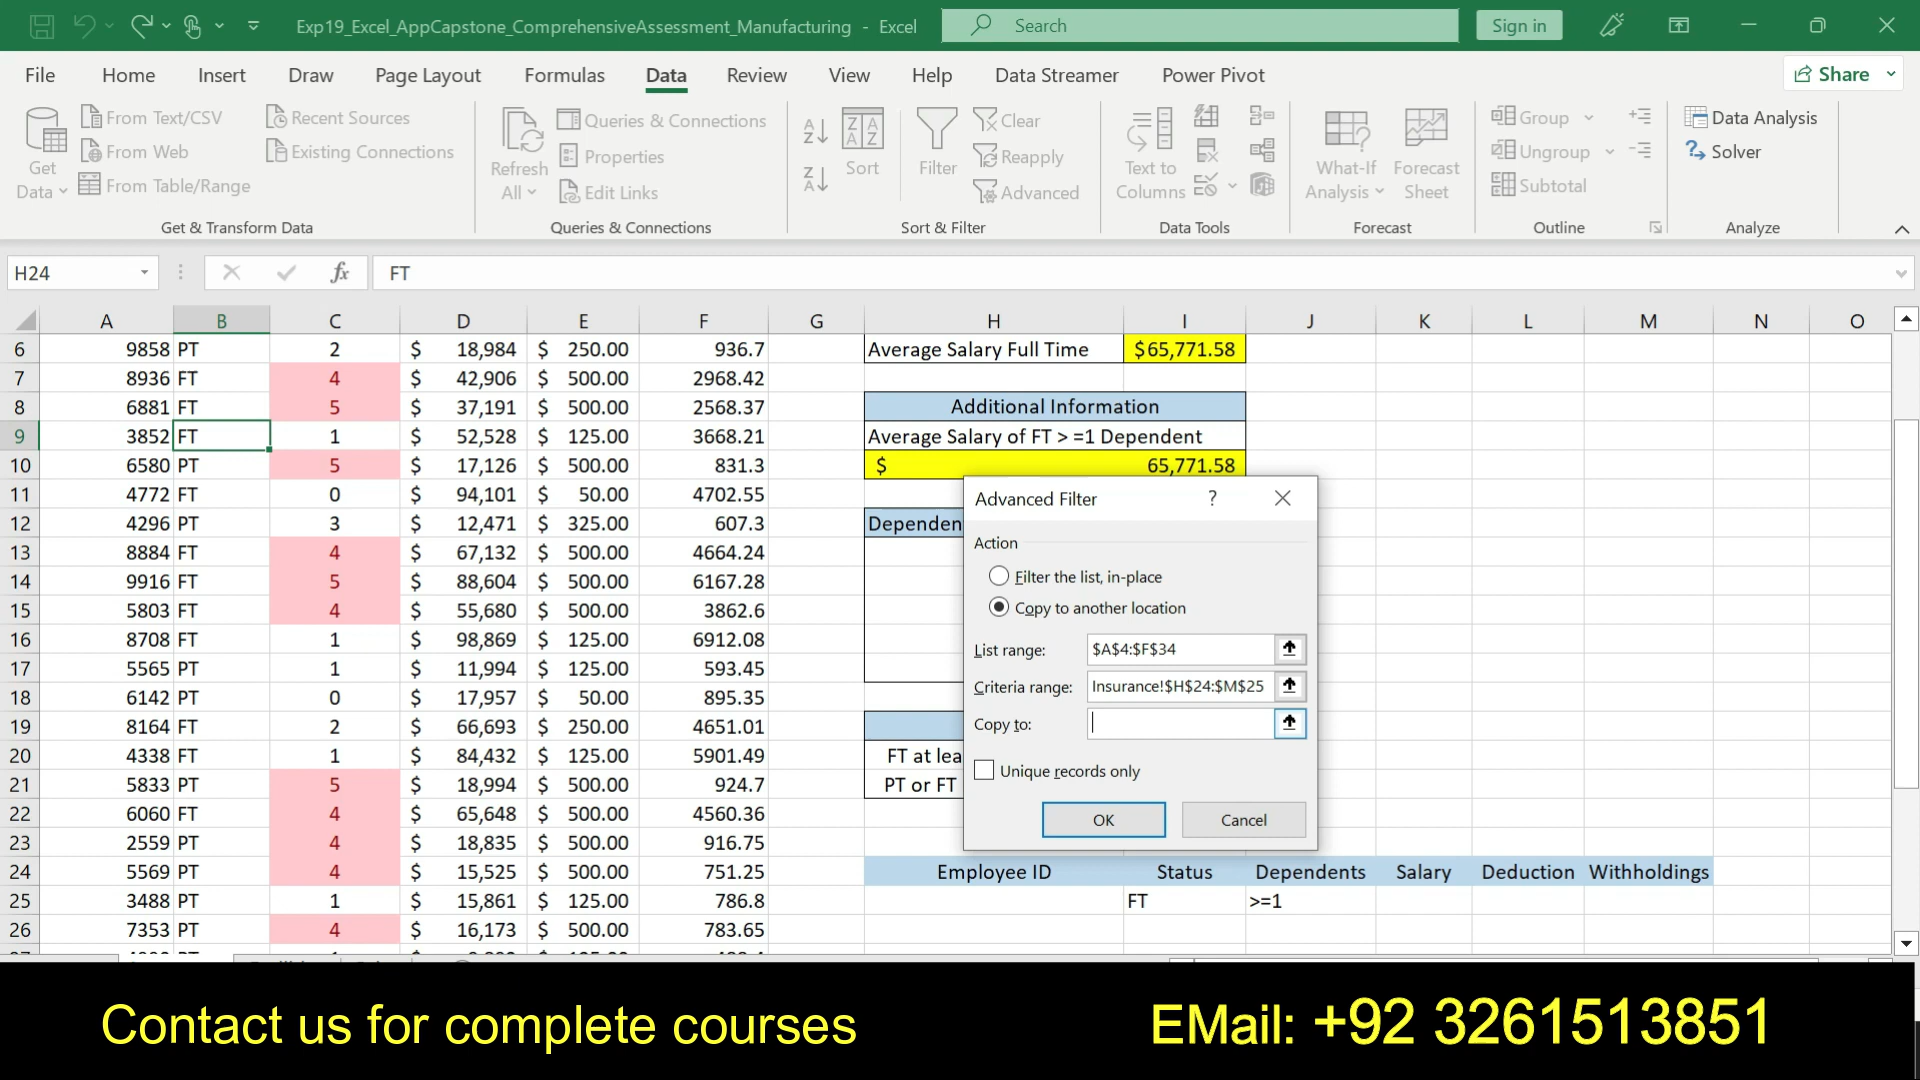 Exp19_Excel_AppCapstone_ComprehensiveAssessment_Manufacturing - Excel
Search
Sign in
File Home Insert Draw Page Layout Formulas Data Review View Help Data Streamer Power Pivot
Share
Get Data
From Text/CSV
From Web
From Table/Range
Recent Sources
Existing Connections
Get & Transform Data
Refresh All
Queries & Connections
Properties
Edit Links
Queries & Connections
Sort
Filter
Clear
Reapply
Advanced
Sort & Filter
Text to Columns
Data Tools
What-If Analysis
Forecast Sheet
Forecast
Group
Ungroup
Subtotal
Outline
Data Analysis
Solver
Analyze
H24 fx FT
A B C D E F G H I J K L M N O
6 9858 PT 2 $ 18,984 $ 250.00 936.7 Average Salary Full Time $65,771.58
7 8936 FT 4 $ 42,906 $ 500.00 2968.42
8 6881 FT 5 $ 37,191 $ 500.00 2568.37 Additional Information
9 3852 FT 1 $ 52,528 $ 125.00 3668.21 Average Salary of FT > =1 Dependent
10 6580 PT 5 $ 17,126 $ 500.00 831.3 $ 65,771.58
11 4772 FT 0 $ 94,101 $ 50.00 4702.55
12 4296 PT 3 $ 12,471 $ 325.00 607.3 Dependen
13 8884 FT 4 $ 67,132 $ 500.00 4664.24
14 9916 FT 5 $ 88,604 $ 500.00 6167.28
15 5803 FT 4 $ 55,680 $ 500.00 3862.6
16 8708 FT 1 $ 98,869 $ 125.00 6912.08
17 5565 PT 1 $ 11,994 $ 125.00 593.45
18 6142 PT 0 $ 17,957 $ 50.00 895.35
19 8164 FT 2 $ 66,693 $ 250.00 4651.01
20 4338 FT 1 $ 84,432 $ 125.00 5901.49 FT at lea
21 5833 PT 5 $ 18,994 $ 500.00 924.7 PT or FT
22 6060 FT 4 $ 65,648 $ 500.00 4560.36
23 2559 PT 4 $ 18,835 $ 500.00 916.75
24 5569 PT 4 $ 15,525 $ 500.00 751.25 Employee ID Status Dependents Salary Deduction Withholdings
25 3488 PT 1 $ 15,861 $ 125.00 786.8 FT >=1
26 7353 PT 4 $ 16,173 $ 500.00 783.65
Advanced Filter ?
Action
Filter the list, in-place
Copy to another location
List range: $A$4:$F$34
Criteria range: Insurance!$H$24:$M$25
Copy to:
Unique records only
OK Cancel
Contact us for complete courses EMail: +92 3261513851